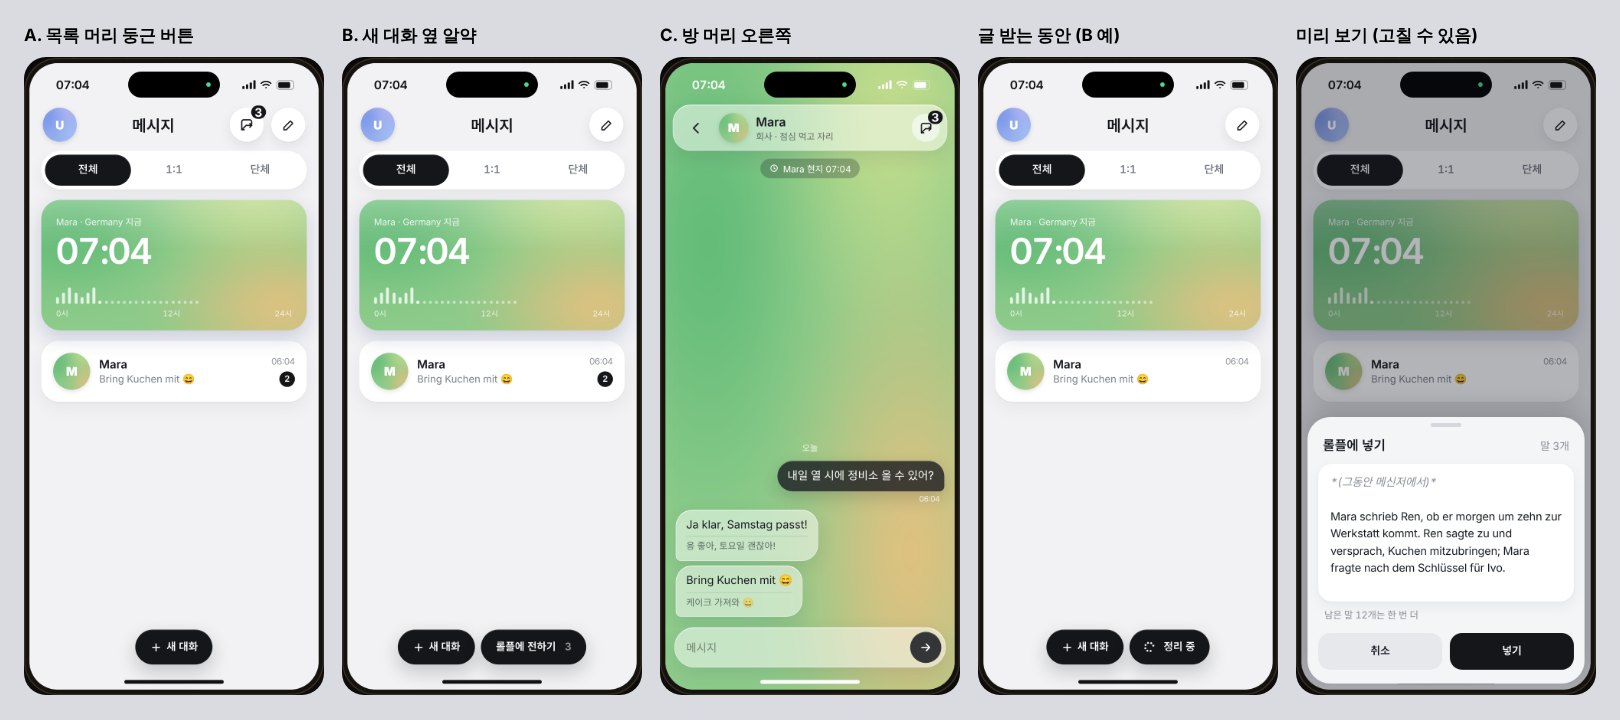 A. 목록 머리 둥근 버튼
07:04
U
메시지
3
전체
1:1
단체
Mara · Germany 지금
07:04
0시
12시
24시
M
Mara
06:04
Bring Kuchen mit 😄
2
+ 새 대화
B. 새 대화 옆 알약
07:04
U
메시지
전체
1:1
단체
Mara · Germany 지금
07:04
0시
12시
24시
M
Mara
06:04
Bring Kuchen mit 😄
2
+ 새 대화
롤플에 전하기 3
C. 방 머리 오른쪽
07:04
M
Mara
회사 · 점심 먹고 자리
3
Mara 현지 07:04
오늘
내일 열 시에 정비소 올 수 있어?
06:04
Ja klar, Samstag passt!
응 좋아, 토요일 괜찮아!
Bring Kuchen mit 😄
케이크 가져와 😄
메시지
글 받는 동안 (B 예)
07:04
U
메시지
전체
1:1
단체
Mara · Germany 지금
07:04
0시
12시
24시
M
Mara
06:04
Bring Kuchen mit 😄
+ 새 대화
정리 중
미리 보기 (고칠 수 있음)
07:04
U
메시지
전체
1:1
단체
Mara · Germany 지금
07:04
0시
12시
24시
M
Mara
06:04
Bring Kuchen mit 😄
롤플에 넣기
말 3개
*(그동안 메신저에서)*
Mara schrieb Ren, ob er morgen um zehn zur
Werkstatt kommt. Ren sagte zu und
versprach, Kuchen mitzubringen; Mara
fragte nach dem Schlüssel für Ivo.
남은 말 12개는 한 번 더
취소
넣기